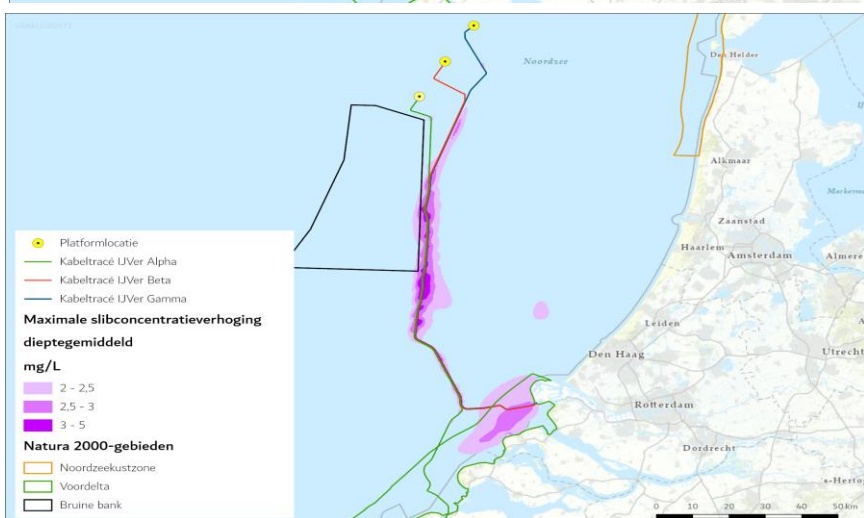 Noordzee
Den Helder
Alkmaar
Zaanstad
Haarlem
Amsterdam
Almere
Leiden
Utrecht
Den Haag
Rotterdam
Dordrecht
's-Hertog
Platformlocatie
Kabeltracé IJVer Alpha
Kabeltracé IJVer Beta
Kabeltracé IJVer Gamma
Maximale slibconcentratieverhoging
dieptegemiddeld
mg/L
2 - 2,5
2,5 - 3
3 - 5
Natura 2000-gebieden
Noordzeekustzone
Voordelta
Bruine bank
0 10 20 30 40 50 km